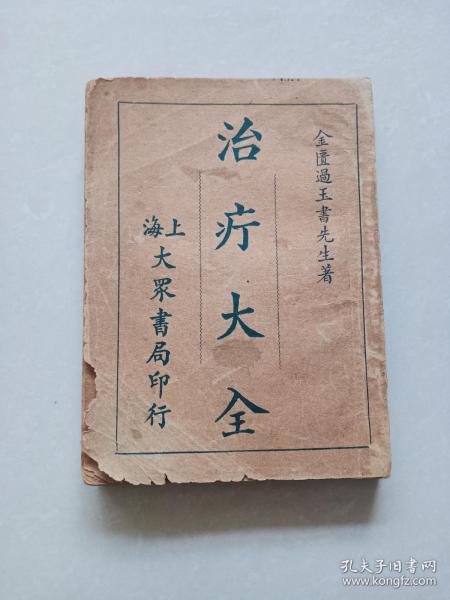 金匱過玉書先生著
治疔大全
上海
大眾書局印行
孔夫子旧书网
www.kongfz.com